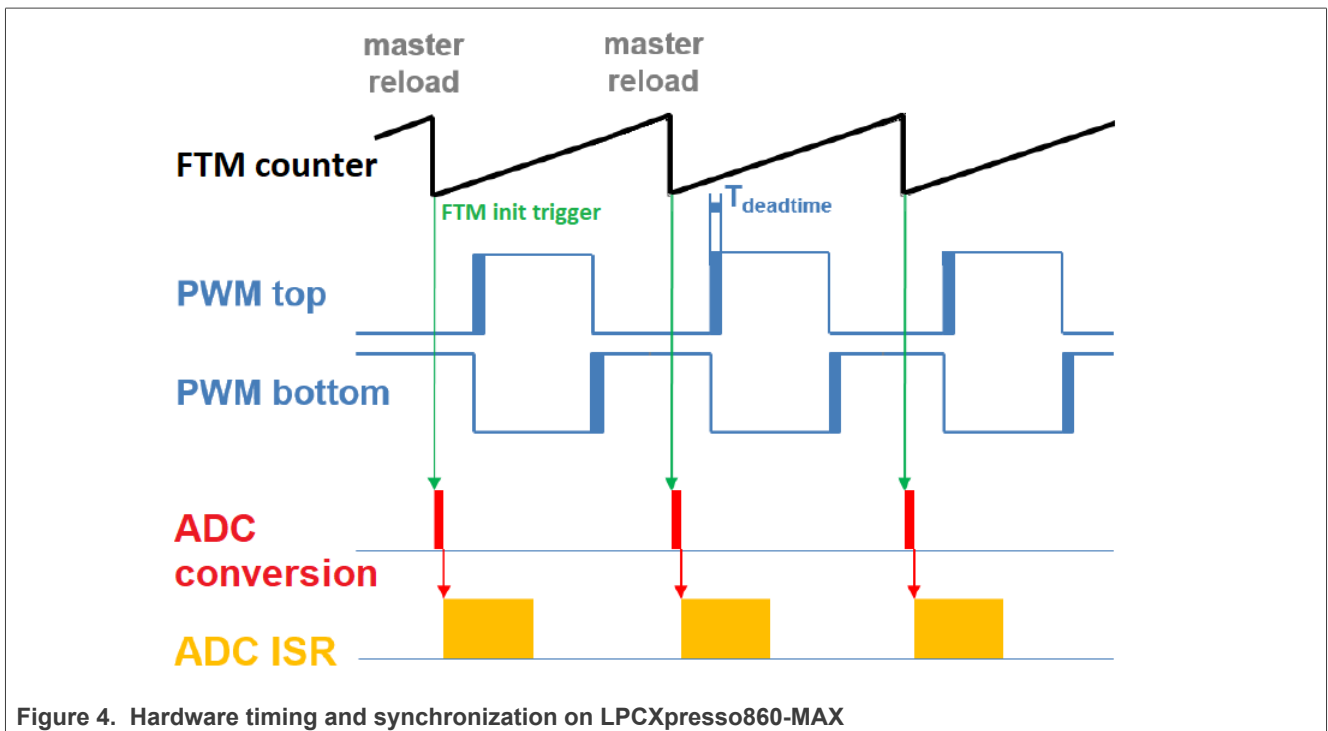 master
reload
master
reload
FTM counter
FTM init trigger
Tdeadtime
PWM top
PWM bottom
ADC
conversion
ADC ISR
Figure 4. Hardware timing and synchronization on LPCXpresso860-MAX